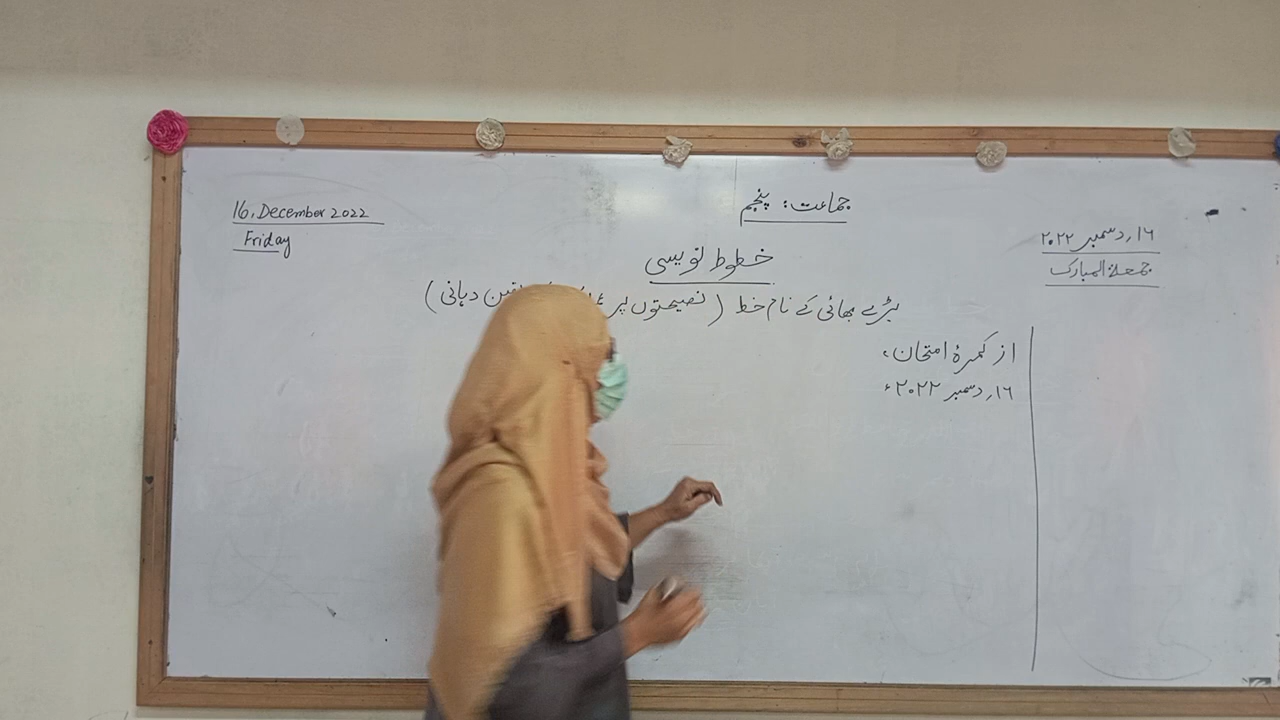 16, December 2022
Friday
جماعت: پنجم
۱۶؍ دسمبر ۲۰۲۲
جمعۃ المبارک
خطوط نویسی
بڑے بھائی کے نام خط (نصیحتوں پر یقین دہانی)
از کمرۂ امتحان،
۱۶؍ دسمبر ۲۰۲۲ء